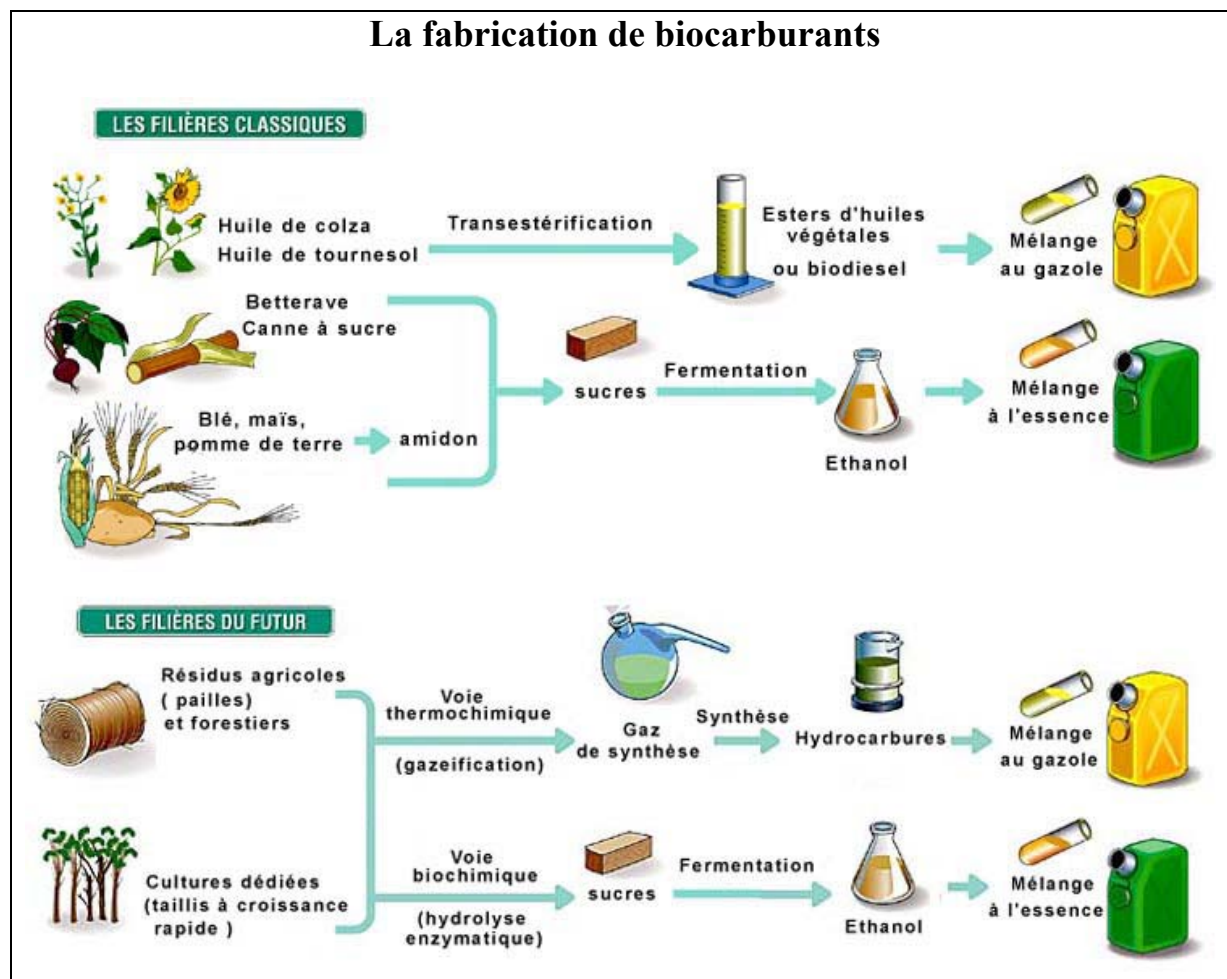 La fabrication de biocarburants
LES FILIÈRES CLASSIQUES
Huile de colza
Huile de tournesol
Transestérification
Esters d'huiles
végétales
ou biodiesel
Mélange
au gazole
Betterave
Canne à sucre
Blé, maïs,
pomme de terre
amidon
sucres
Fermentation
Ethanol
Mélange
à l'essence
LES FILIÈRES DU FUTUR
Résidus agricoles
( pailles)
et forestiers
Voie
thermochimique
(gazeification)
Gaz
de synthèse
Synthèse
Hydrocarbures
Mélange
au gazole
Cultures dédiées
(taillis à croissance
rapide )
Voie
biochimique
(hydrolyse
enzymatique)
sucres
Fermentation
Ethanol
Mélange
à l'essence